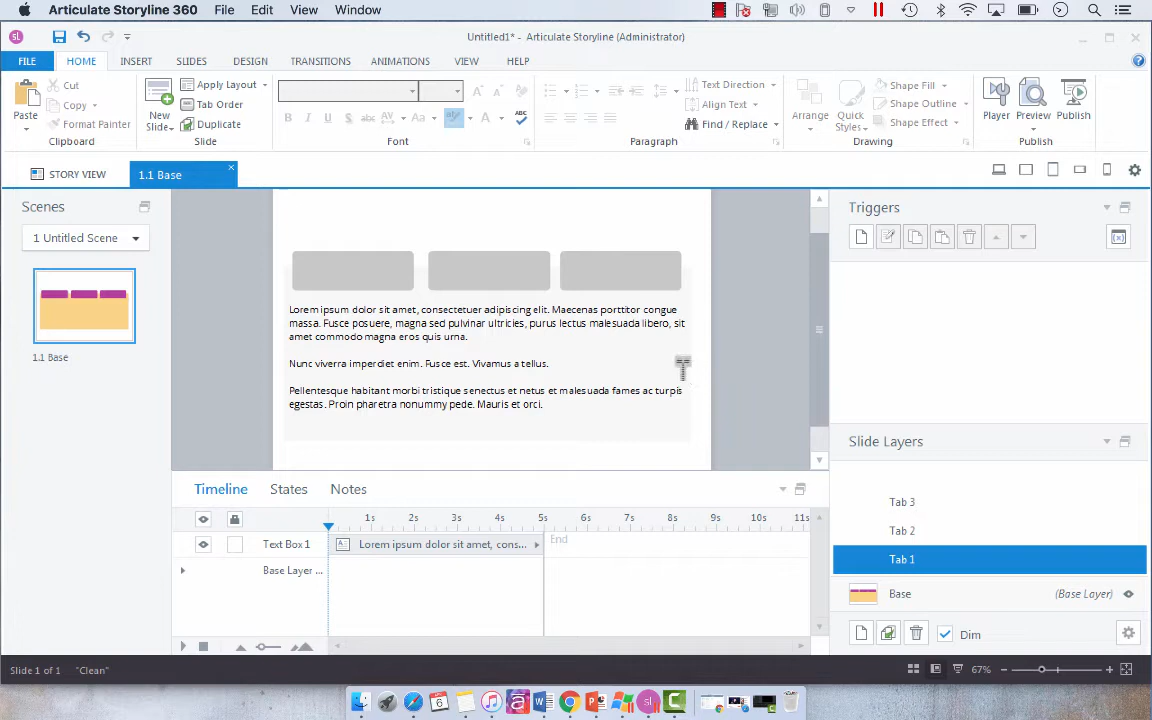 Articulate Storyline 360 File Edit View Window
Untitled1* - Articulate Storyline (Administrator)
FILE HOME INSERT SLIDES DESIGN TRANSITIONS ANIMATIONS VIEW HELP
Paste
Cut
Copy
Format Painter
Clipboard
New
Slide
Apply Layout
Tab Order
Duplicate
Slide
B I U S abc AV Aa A
ABC
Font
Text Direction
Align Text
Find / Replace
Paragraph
Arrange
Quick
Styles
Shape Fill
Shape Outline
Shape Effect
Drawing
Player Preview Publish
Publish
STORY VIEW
1.1 Base
Scenes
1 Untitled Scene
1.1 Base
Lorem ipsum dolor sit amet, consectetuer adipiscing elit. Maecenas porttitor congue
massa. Fusce posuere, magna sed pulvinar ultricies, purus lectus malesuada libero, sit
amet commodo magna eros quis urna.
Nunc viverra imperdiet enim. Fusce est. Vivamus a tellus.
Pellentesque habitant morbi tristique senectus et netus et malesuada fames ac turpis
egestas. Proin pharetra nonummy pede. Mauris et orci.
Triggers
(x)
Slide Layers
Tab 3
Tab 2
Tab 1
Base (Base Layer)
Dim
Timeline States Notes
1s 2s 3s 4s 5s 6s 7s 8s 9s 10s 11s
Text Box 1 Lorem ipsum dolor sit amet, cons... End
Base Layer ...
Slide 1 of 1 "Clean" 67%